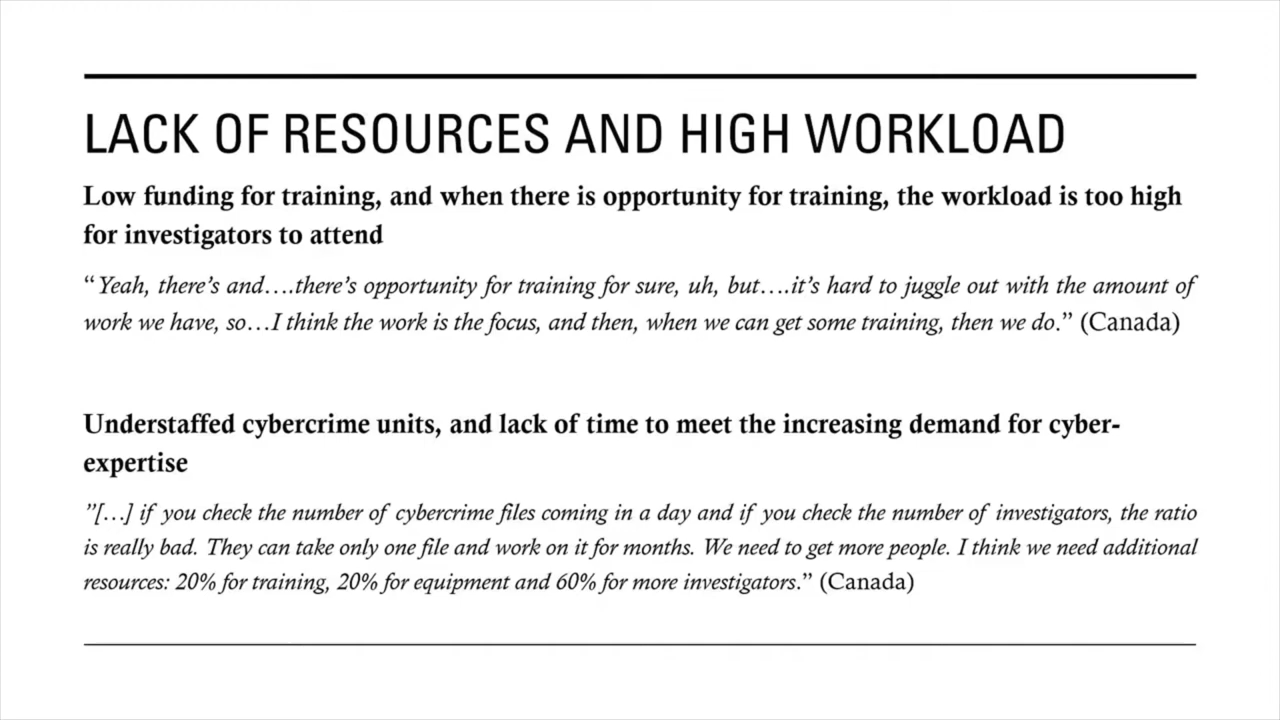 LACK OF RESOURCES AND HIGH WORKLOAD
Low funding for training, and when there is opportunity for training, the workload is too high
for investigators to attend
“Yeah, there’s and….there’s opportunity for training for sure, uh, but….it’s hard to juggle out with the amount of
work we have, so…I think the work is the focus, and then, when we can get some training, then we do.” (Canada)
Understaffed cybercrime units, and lack of time to meet the increasing demand for cyber-
expertise
”[…] if you check the number of cybercrime files coming in a day and if you check the number of investigators, the ratio
is really bad. They can take only one file and work on it for months. We need to get more people. I think we need additional
resources: 20% for training, 20% for equipment and 60% for more investigators.” (Canada)